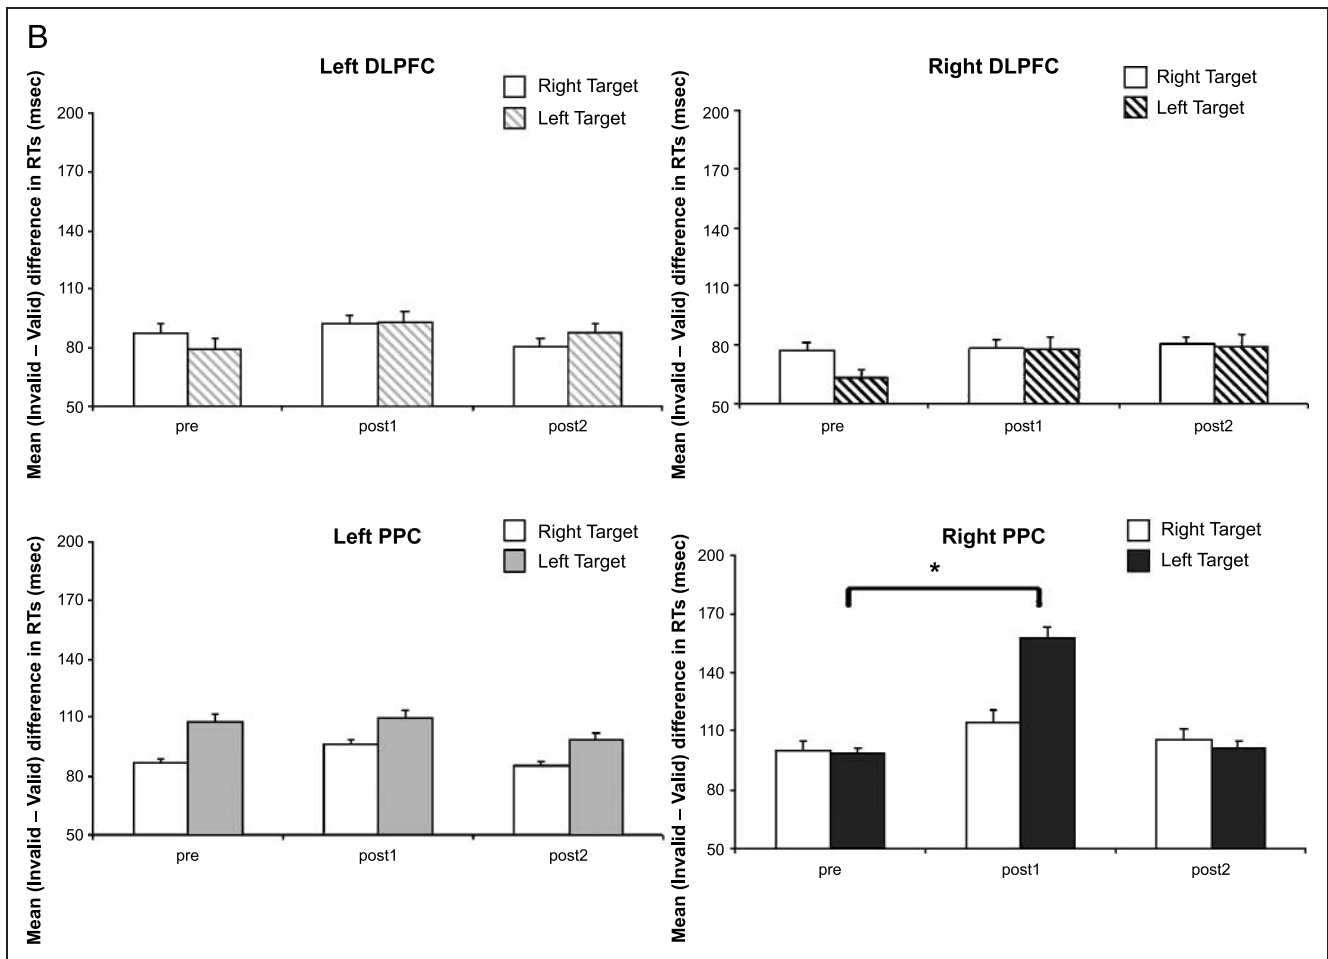 B
Left DLPFC
Right Target
Left Target
Mean (Invalid – Valid) difference in RTs (msec)
200
170
140
110
80
50
pre
post1
post2
Right DLPFC
Right Target
Left Target
Mean (Invalid – Valid) difference in RTs (msec)
200
170
140
110
80
50
pre
post1
post2
Left PPC
Right Target
Left Target
Mean (Invalid – Valid) difference in RTs (msec)
200
170
140
110
80
50
pre
post1
post2
Right PPC
Right Target
Left Target
Mean (Invalid – Valid) difference in RTs (msec)
200
170
140
110
80
50
*
pre
post1
post2